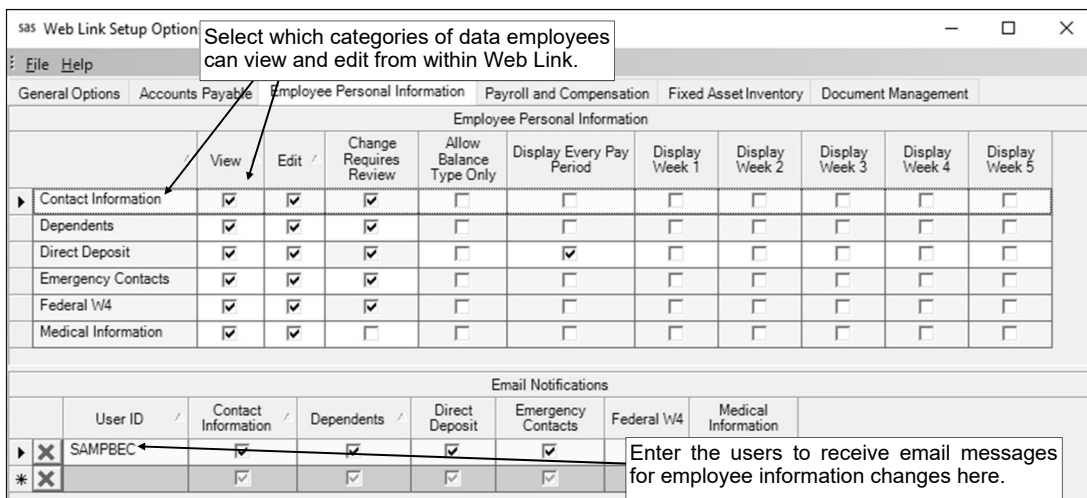 sas Web Link Setup Option
Select which categories of data employees
can view and edit from within Web Link.
File Help
General Options Accounts Payable Employee Personal Information Payroll and Compensation Fixed Asset Inventory Document Management
Employee Personal Information
View Edit Change Requires Review Allow Balance Type Only Display Every Pay Period Display Week 1 Display Week 2 Display Week 3 Display Week 4 Display Week 5
Contact Information
Dependents
Direct Deposit
Emergency Contacts
Federal W4
Medical Information
Email Notifications
User ID Contact Information Dependents Direct Deposit Emergency Contacts Federal W4 Medical Information
SAMPBEC
Enter the users to receive email messages
for employee information changes here.